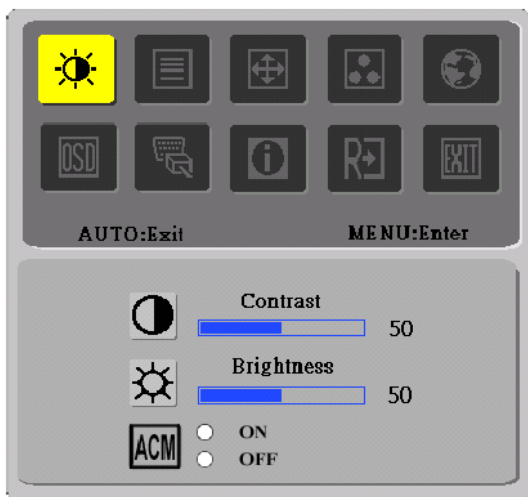 OSD R EXIT
AUTO:Exit MENU:Enter
Contrast
50
Brightness
50
ACM ON
OFF